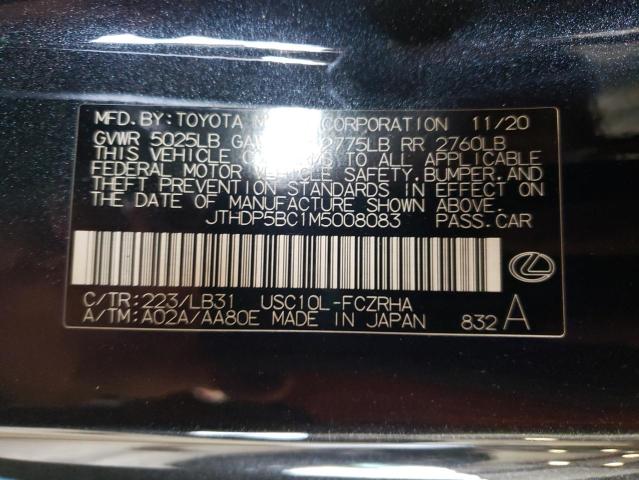 MFD.BY:TOYOTA M CORPORATION 11/20
GVWR 5025LB 2775LB RR 2760LB
THIS VEHICLE TO ALL APPLICABLE
FEDERAL MOTOR VEHICLE SAFETY,BUMPER,AND
THEFT PREVENTION STANDARDS IN EFFECT ON
THE DATE OF MANUFACTURE SHOWN ABOVE.
JTHDP5BC1M5008083 PASS.CAR
C/TR:223/LB31 USC10L-FCZRHA
A/TM:A02A/AA80E MADE IN JAPAN 832 A